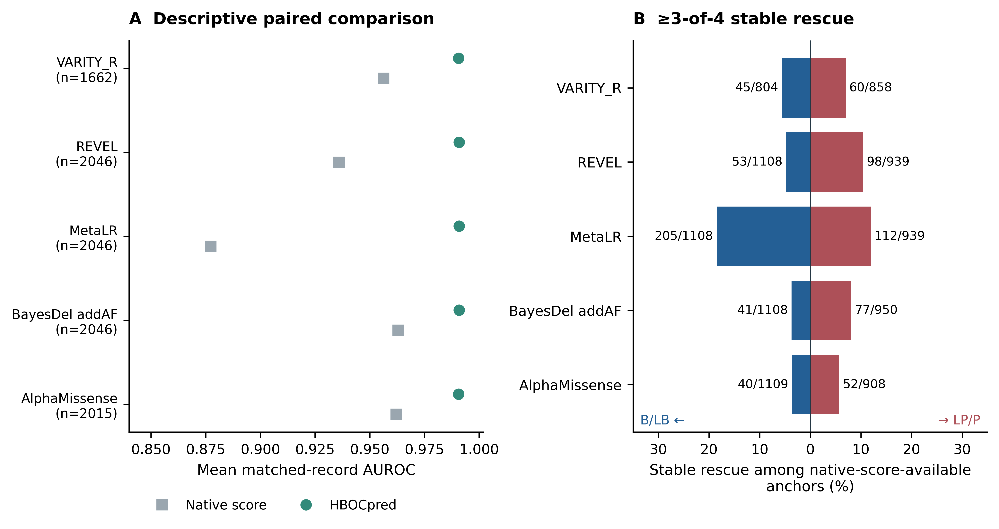 A Descriptive paired comparison
VARITY_R
(n=1662)
REVEL
(n=2046)
MetaLR
(n=2046)
BayesDel addAF
(n=2046)
AlphaMissense
(n=2015)
0.850 0.875 0.900 0.925 0.950 0.975 1.000
Mean matched-record AUROC
Native score HBOCpred
B ≥3-of-4 stable rescue
VARITY_R 45/804 60/858
REVEL 53/1108 98/939
MetaLR 205/1108 112/939
BayesDel addAF 41/1108 77/950
AlphaMissense 40/1109 52/908
B/LB ← → LP/P
30 20 10 0 10 20 30
Stable rescue among native-score-available
anchors (%)